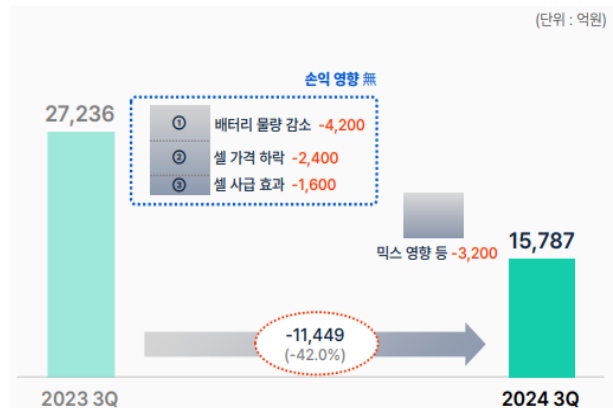 (단위 : 억원)
손익 영향 無
27,236
① 배터리 물량 감소 -4,200
② 셀 가격 하락 -2,400
③ 셀 사급 효과 -1,600
15,787
믹스 영향 등 -3,200
-11,449
(-42.0%)
2023 3Q
2024 3Q